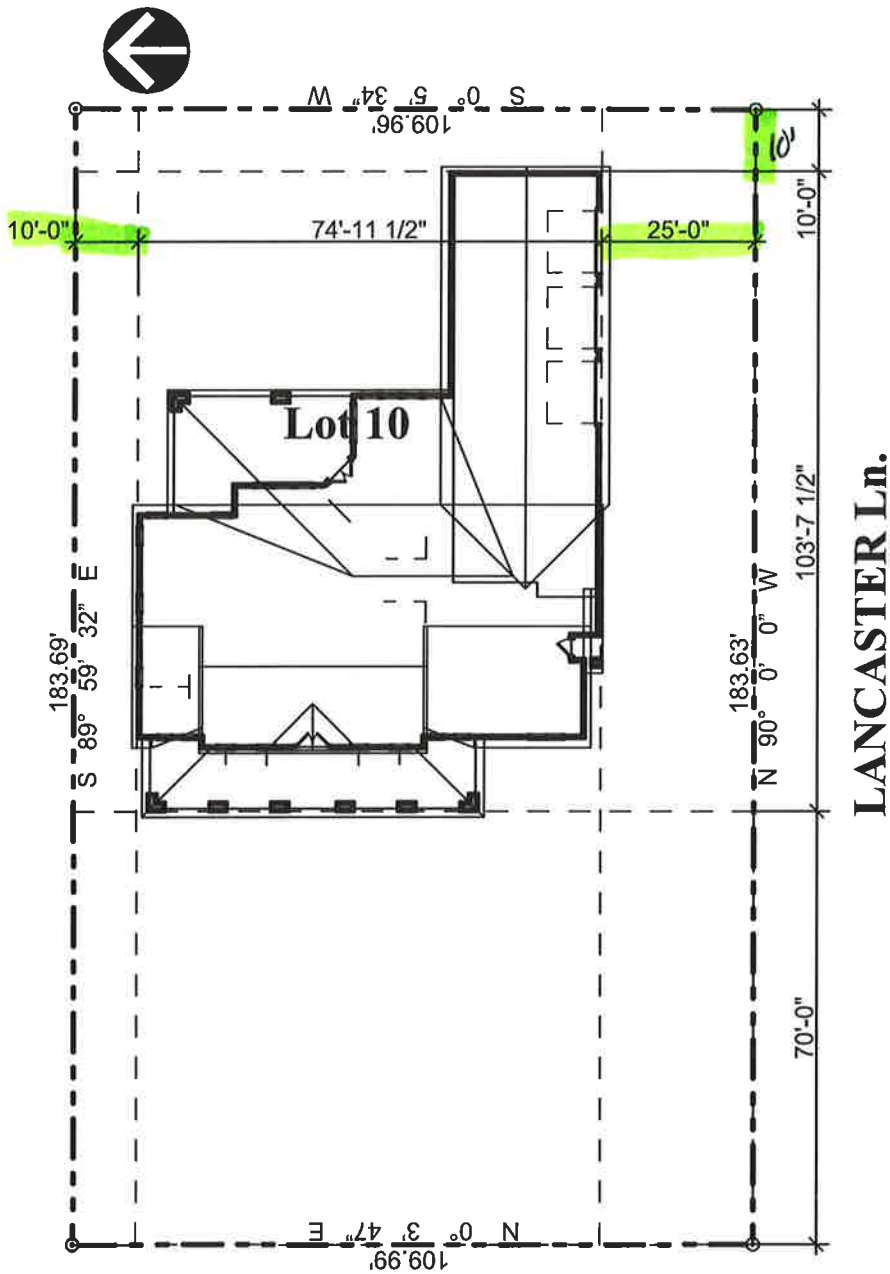 S 0° 5' 34" W
109.96'
10'
10'-0"
74'-11 1/2"
25'-0"
10'-0"
Lot 10
183.69'
S 89° 59' 32" E
183.63'
N 90° 0' 0" W
103'-7 1/2"
LANCASTER Ln.
70'-0"
N 0° 3' 47" E
109.99'